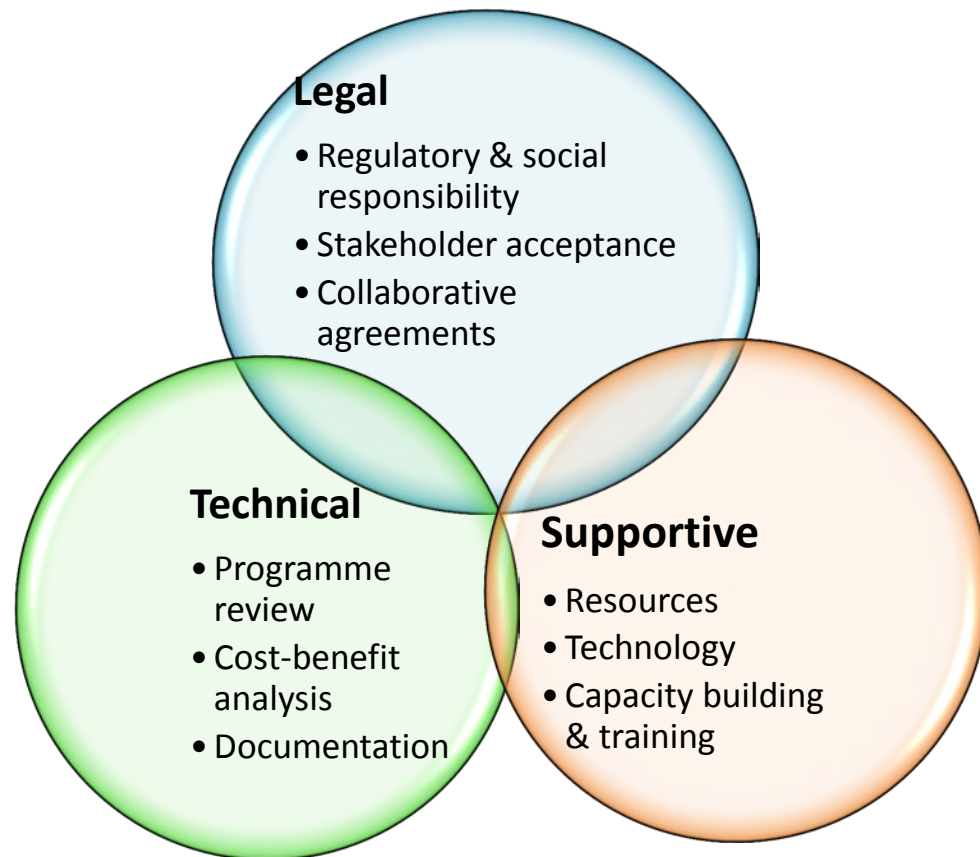 Legal
• Regulatory & social
responsibility
• Stakeholder acceptance
• Collaborative
agreements
Technical
• Programme
review
• Cost-benefit
analysis
• Documentation
Supportive
• Resources
• Technology
• Capacity building
& training